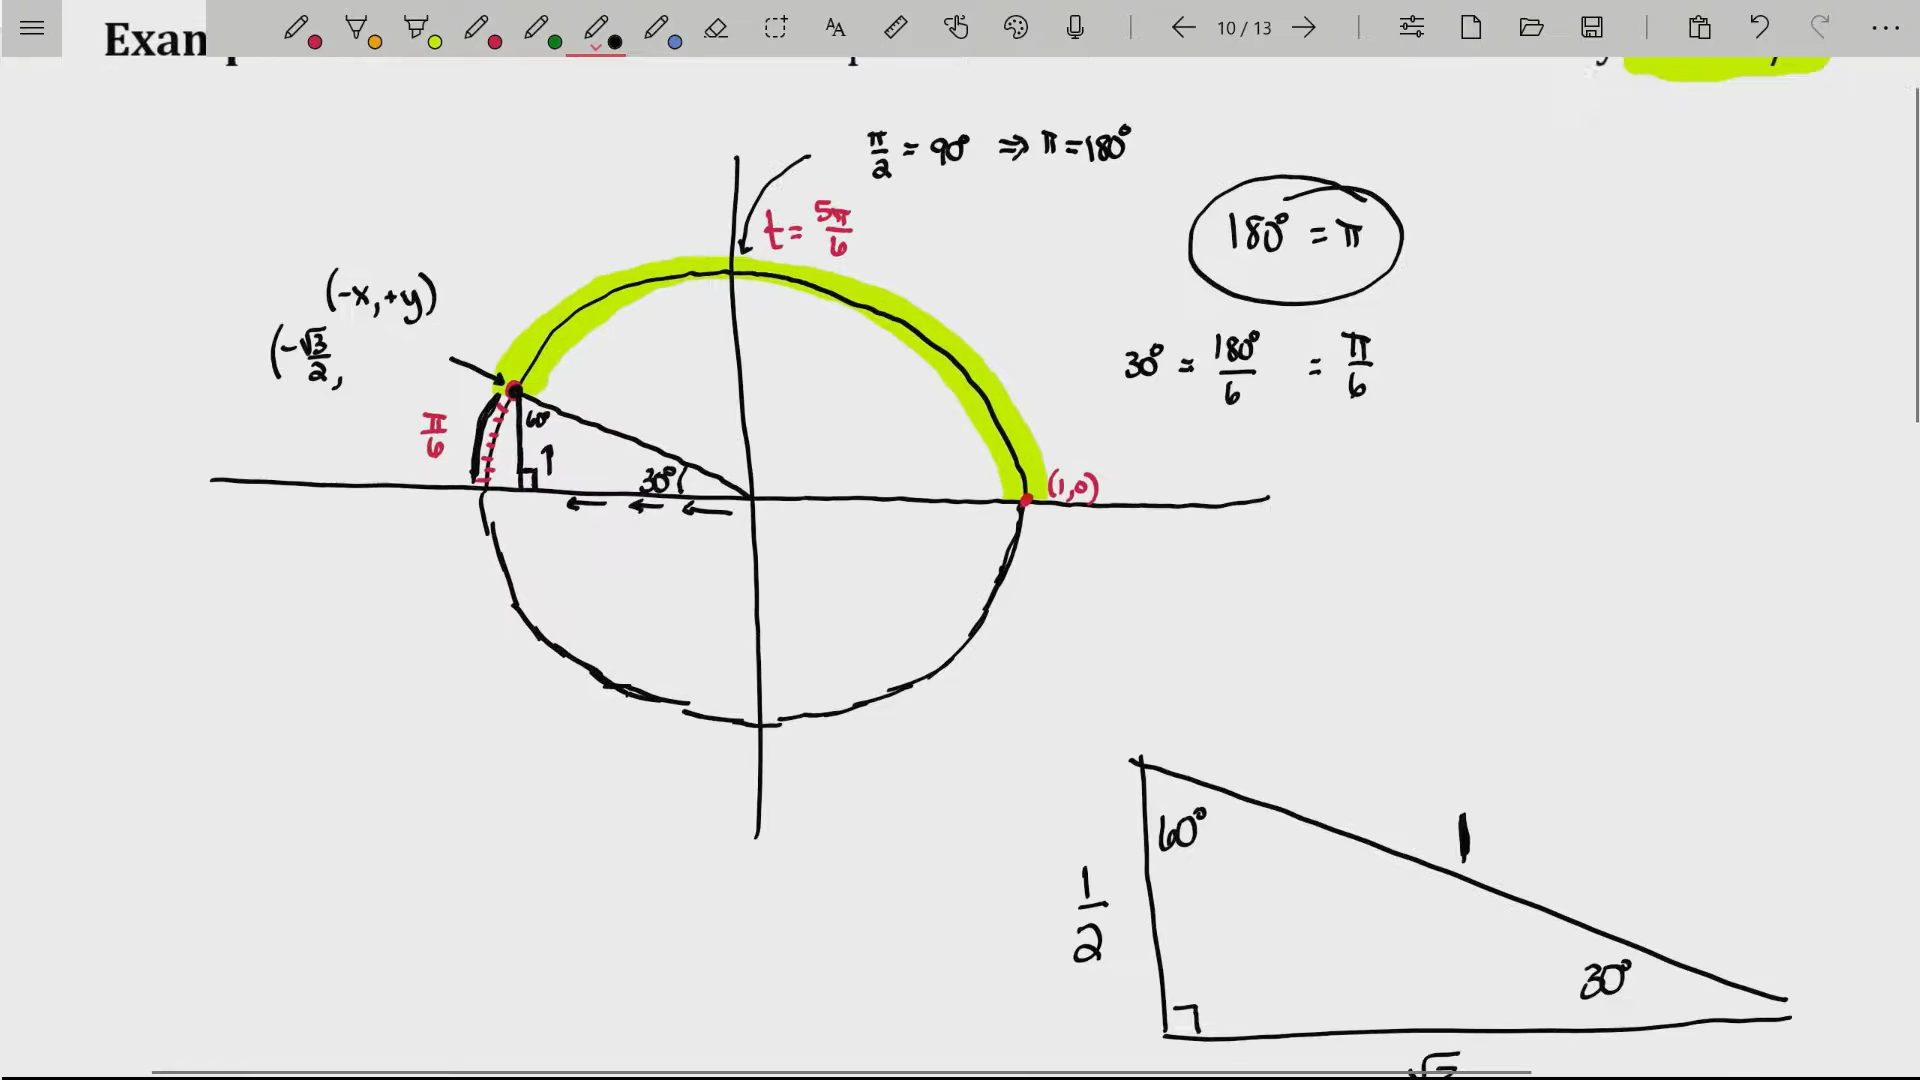 Exam
10 / 13
π/2 = 90° ⇒ π = 180°
t = 5π/6
180° = π
(-x, +y)
(-√3/2,
30° = 180°/6 = π/6
π/6
60°
30°
(1,0)
60°
1
1/2
30°